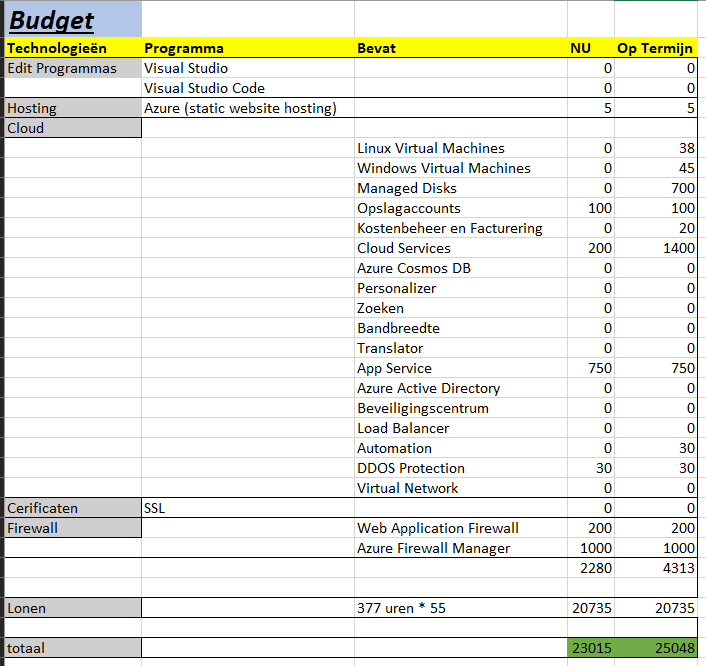 Budget
Technologieën Programma Bevat NU Op Termijn
Edit Programmas Visual Studio 0 0
Visual Studio Code 0 0
Hosting Azure (static website hosting) 5 5
Cloud
Linux Virtual Machines 0 38
Windows Virtual Machines 0 45
Managed Disks 0 700
Opslagaccounts 100 100
Kostenbeheer en Facturering 0 20
Cloud Services 200 1400
Azure Cosmos DB 0 0
Personalizer 0 0
Zoeken 0 0
Bandbreedte 0 0
Translator 0 0
App Service 750 750
Azure Active Directory 0 0
Beveiligingscentrum 0 0
Load Balancer 0 0
Automation 0 30
DDOS Protection 30 30
Virtual Network 0 0
Cerificaten SSL 0 0
Firewall Web Application Firewall 200 200
Azure Firewall Manager 1000 1000
2280 4313
Lonen 377 uren * 55 20735 20735
totaal 23015 25048